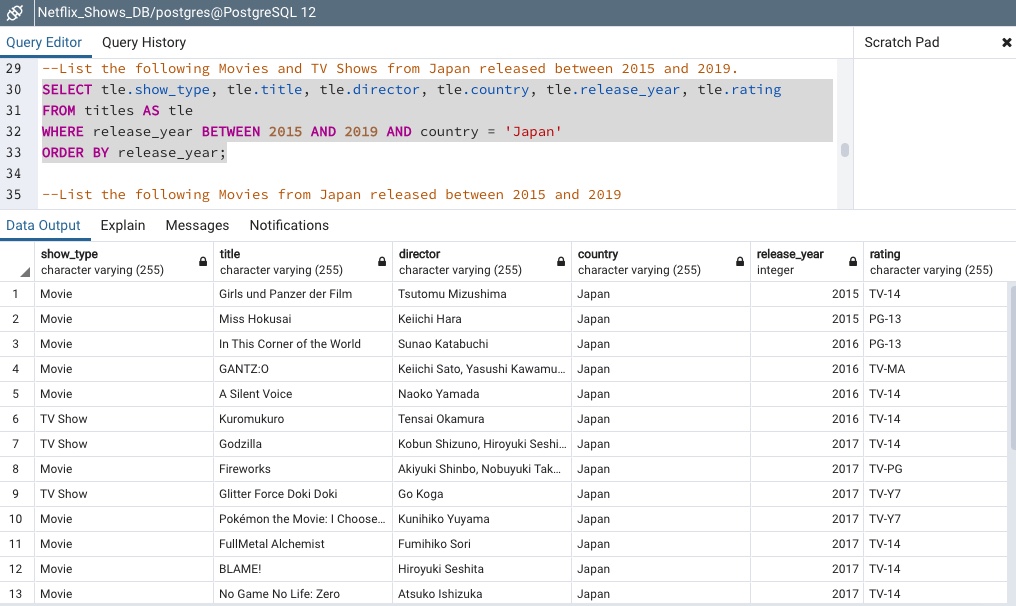 Netflix_Shows_DB/postgres@PostgreSQL 12
Query Editor Query History Scratch Pad
29 --List the following Movies and TV Shows from Japan released between 2015 and 2019.
30 SELECT tle.show_type, tle.title, tle.director, tle.country, tle.release_year, tle.rating
31 FROM titles AS tle
32 WHERE release_year BETWEEN 2015 AND 2019 AND country = 'Japan'
33 ORDER BY release_year;
34
35 --List the following Movies from Japan released between 2015 and 2019
Data Output Explain Messages Notifications
show_type title director country release_year rating
character varying (255) character varying (255) character varying (255) character varying (255) integer character varying (255)
1 Movie Girls und Panzer der Film Tsutomu Mizushima Japan 2015 TV-14
2 Movie Miss Hokusai Keiichi Hara Japan 2015 PG-13
3 Movie In This Corner of the World Sunao Katabuchi Japan 2016 PG-13
4 Movie GANTZ:O Keiichi Sato, Yasushi Kawamu... Japan 2016 TV-MA
5 Movie A Silent Voice Naoko Yamada Japan 2016 TV-14
6 TV Show Kuromukuro Tensai Okamura Japan 2016 TV-14
7 TV Show Godzilla Kobun Shizuno, Hiroyuki Seshi... Japan 2017 TV-14
8 Movie Fireworks Akiyuki Shinbo, Nobuyuki Tak... Japan 2017 TV-PG
9 TV Show Glitter Force Doki Doki Go Koga Japan 2017 TV-Y7
10 Movie Pokémon the Movie: I Choose... Kunihiko Yuyama Japan 2017 TV-Y7
11 Movie FullMetal Alchemist Fumihiko Sori Japan 2017 TV-14
12 Movie BLAME! Hiroyuki Seshita Japan 2017 TV-14
13 Movie No Game No Life: Zero Atsuko Ishizuka Japan 2017 TV-14